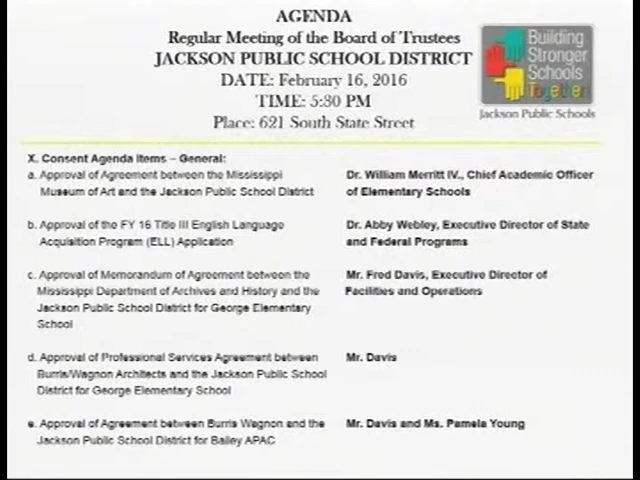 AGENDA
Regular Meeting of the Board of Trustees
JACKSON PUBLIC SCHOOL DISTRICT
DATE: February 16, 2016
TIME: 5:30 PM
Place: 621 South State Street
Building
Stronger
Schools
Together
Jackson Public Schools
X. Consent Agenda Items – General:
a. Approval of Agreement between the Mississippi
Museum of Art and the Jackson Public School District
Dr. William Merritt IV., Chief Academic Officer
of Elementary Schools
b. Approval of the FY 16 Title III English Language
Acquisition Program (ELL) Application
Dr. Abby Webley, Executive Director of State
and Federal Programs
c. Approval of Memorandum of Agreement between the
Mississippi Department of Archives and History and the
Jackson Public School District for George Elementary
School
Mr. Fred Davis, Executive Director of
Facilities and Operations
d. Approval of Professional Services Agreement between
Burris/Wagnon Architects and the Jackson Public School
District for George Elementary School
Mr. Davis
e. Approval of Agreement between Burris Wagnon and the
Jackson Public School District for Bailey APAC
Mr. Davis and Ms. Pamela Young